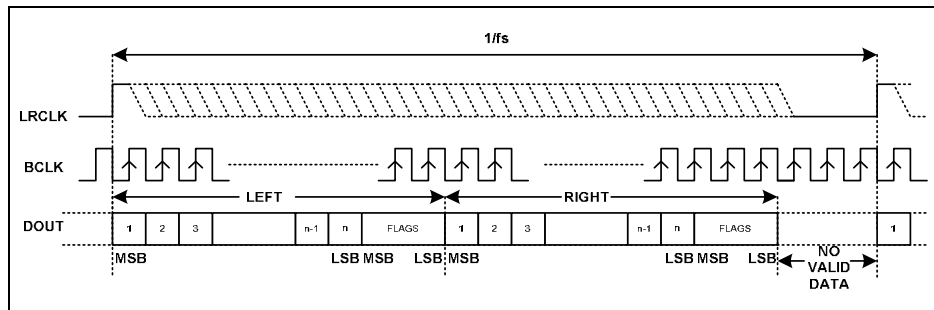 1/fs
LRCLK
BCLK
LEFT RIGHT
DOUT 1 2 3 n-1 n FLAGS 1 2 3 n-1 n FLAGS 1
MSB LSB MSB LSB MSB LSB MSB LSB NO
VALID
DATA